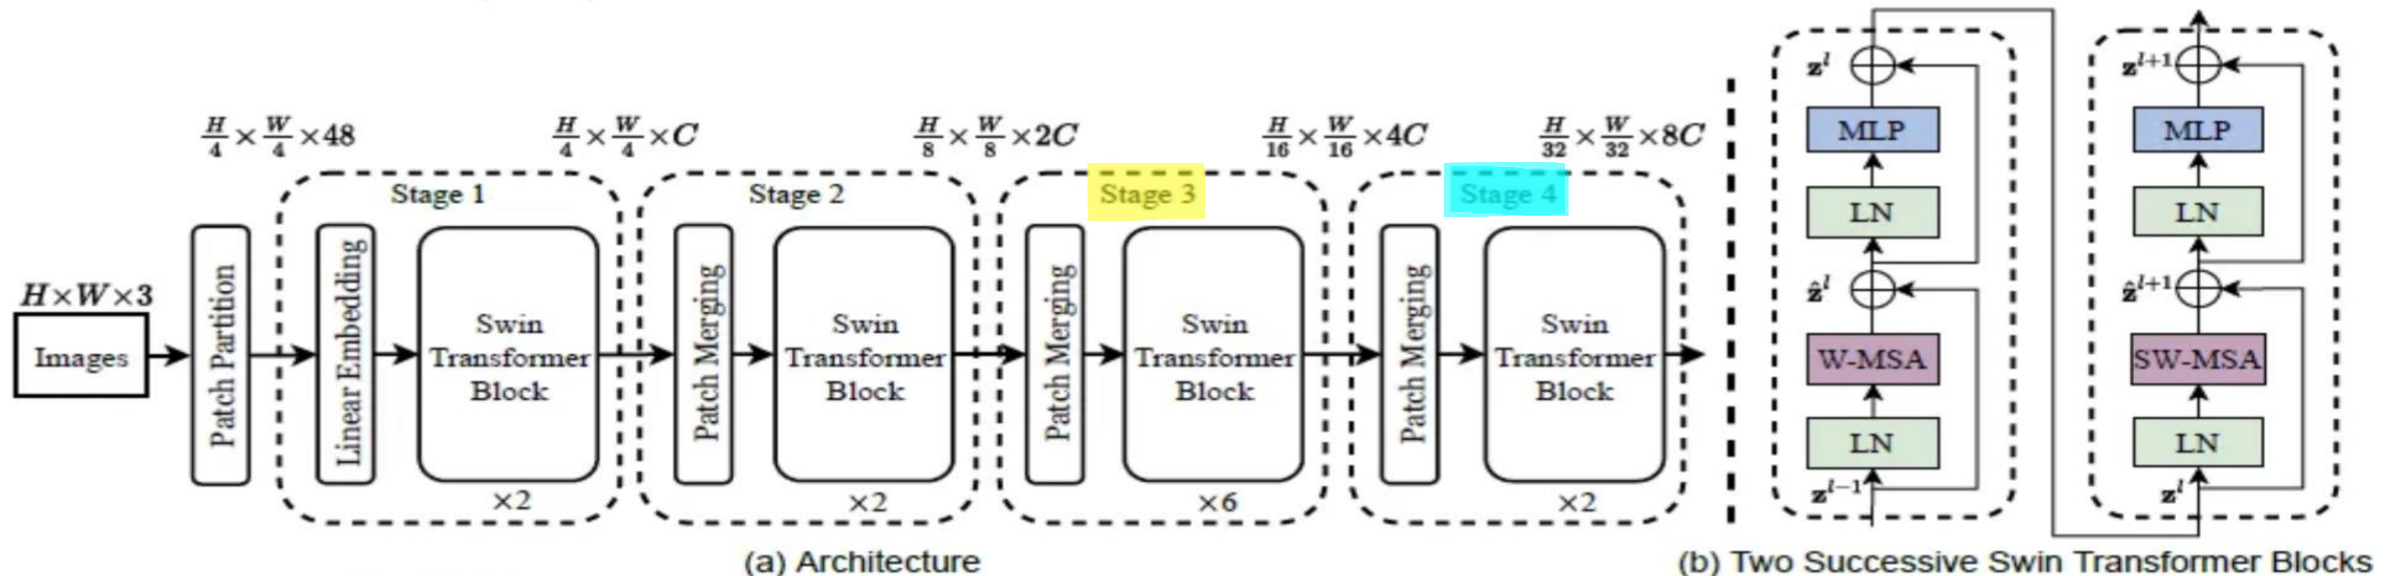 H×W×3
Images
H/4 × W/4 ×48
Patch Partition
Stage 1
Linear Embedding
Swin
Transformer
Block
×2
H/4 × W/4 ×C
Stage 2
Patch Merging
Swin
Transformer
Block
×2
H/8 × W/8 ×2C
Stage 3
Patch Merging
Swin
Transformer
Block
×6
H/16 × W/16 ×4C
Stage 4
Patch Merging
Swin
Transformer
Block
×2
H/32 × W/32 ×8C
(a) Architecture
z^l
MLP
LN
ẑ^l
W-MSA
LN
z^{l−1}
z^{l+1}
MLP
LN
ẑ^{l+1}
SW-MSA
LN
z^l
(b) Two Successive Swin Transformer Blocks